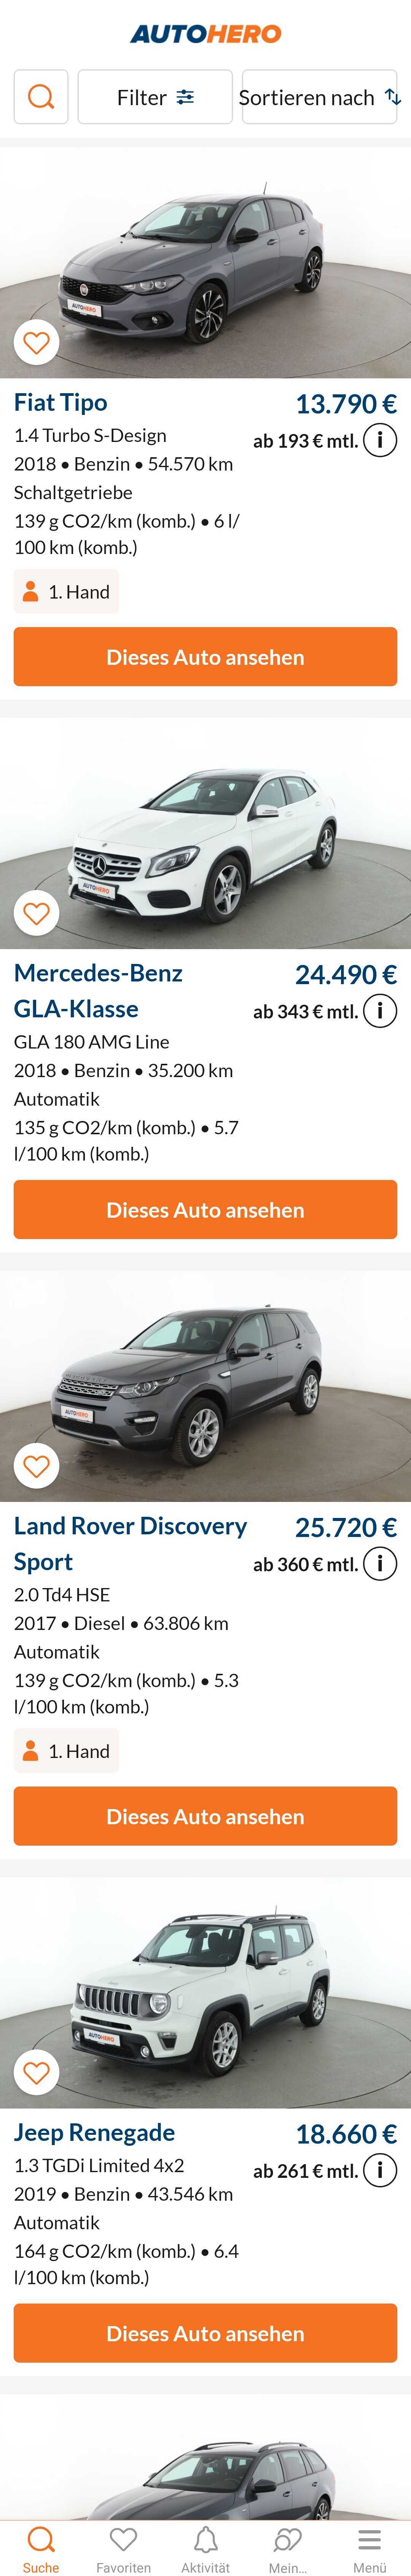 AUTOHERO
Filter
Sortieren nach
AUTOHERO
Fiat Tipo
13.790 €
1.4 Turbo S-Design
ab 193 € mtl.
2018 • Benzin • 54.570 km
Schaltgetriebe
139 g CO2/km (komb.) • 6 l/
100 km (komb.)
1. Hand
Dieses Auto ansehen
AUTOHERO
Mercedes-Benz
24.490 €
GLA-Klasse
ab 343 € mtl.
GLA 180 AMG Line
2018 • Benzin • 35.200 km
Automatik
135 g CO2/km (komb.) • 5.7
l/100 km (komb.)
Dieses Auto ansehen
AUTOHERO
Land Rover Discovery
25.720 €
Sport
ab 360 € mtl.
2.0 Td4 HSE
2017 • Diesel • 63.806 km
Automatik
139 g CO2/km (komb.) • 5.3
l/100 km (komb.)
1. Hand
Dieses Auto ansehen
AUTOHERO
Jeep Renegade
18.660 €
1.3 TGDi Limited 4x2
ab 261 € mtl.
2019 • Benzin • 43.546 km
Automatik
164 g CO2/km (komb.) • 6.4
l/100 km (komb.)
Dieses Auto ansehen
Suche
Favoriten
Aktivität
Mein...
Menü